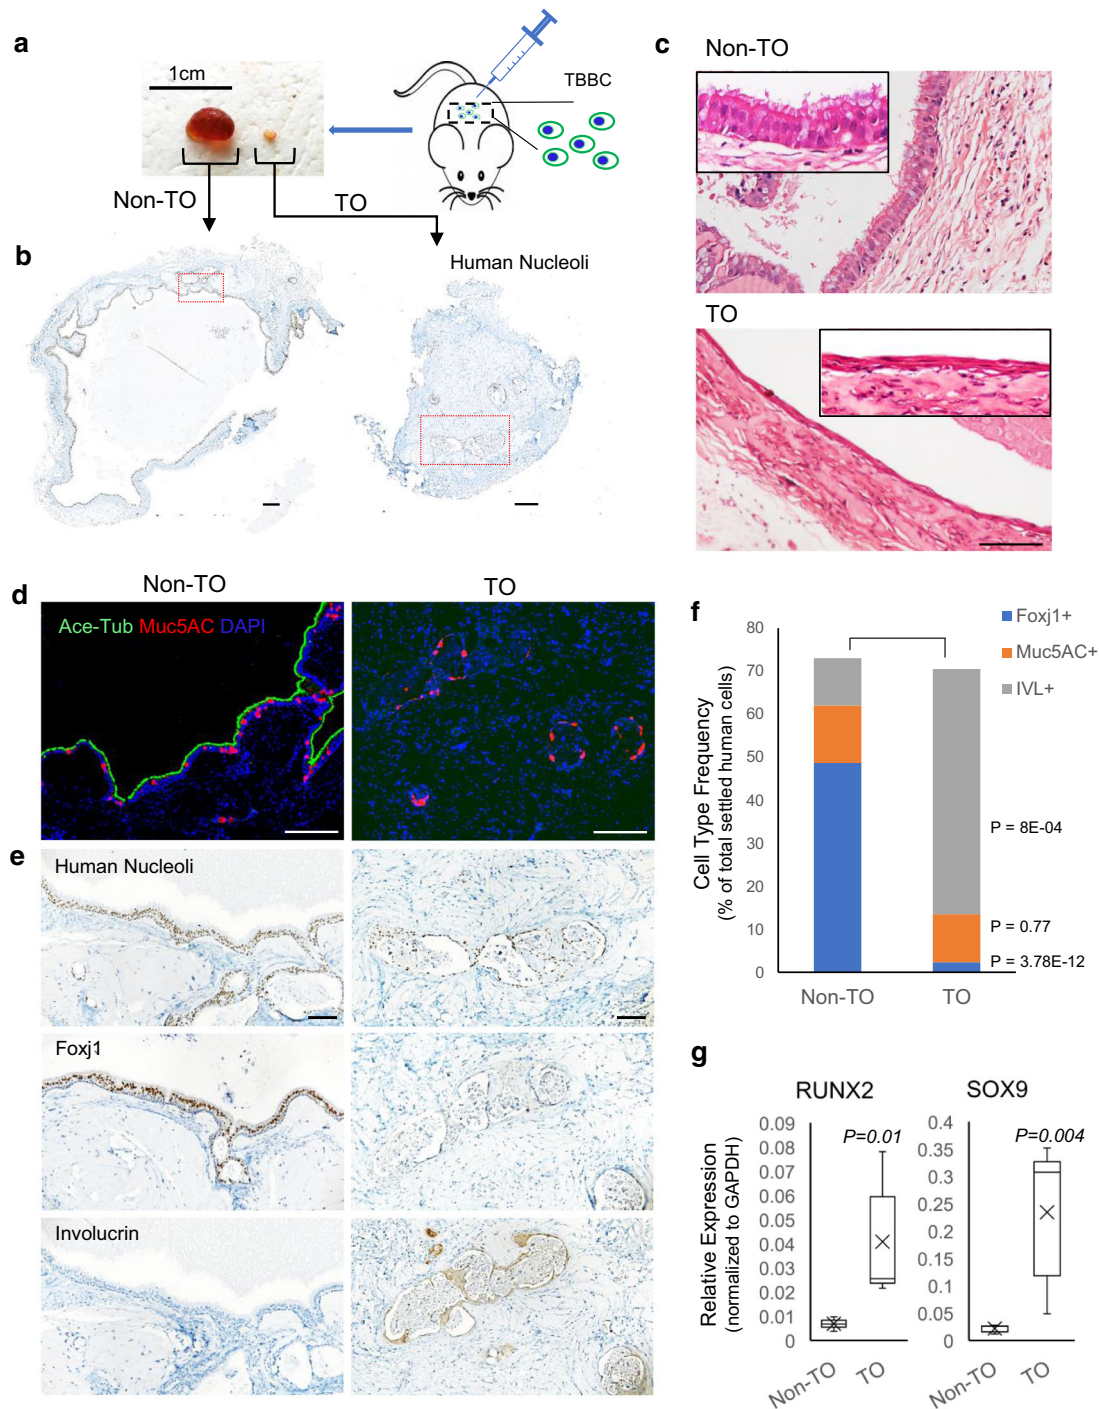 a
1cm
TBBC
Non-TO
TO
b
Human Nucleoli
c
Non-TO
TO
d
Non-TO
TO
Ace-Tub Muc5AC DAPI
e
Human Nucleoli
Foxj1
Involucrin
f
Foxj1+
Muc5AC+
IVL+
Cell Type Frequency
(% of total settled human cells)
80
70
60
50
40
30
20
10
0
P = 8E-04
P = 0.77
P = 3.78E-12
Non-TO
TO
g
RUNX2
Relative Expression
(normalized to GAPDH)
0.09
0.08
0.07
0.06
0.05
0.04
0.03
0.02
0.01
0
P=0.01
Non-TO
TO
SOX9
0.4
0.35
0.3
0.25
0.2
0.15
0.1
0.05
0
P=0.004
Non-TO
TO